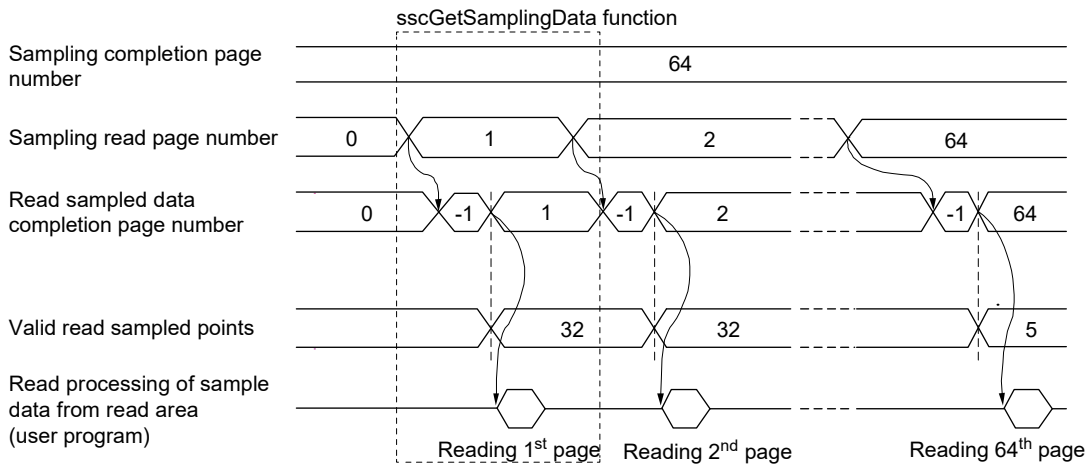 sscGetSamplingData function
Sampling completion page
number
64
Sampling read page number
0
1
2
64
Read sampled data
completion page number
0
-1
1
-1
2
-1
64
Valid read sampled points
32
32
5
Read processing of sample
data from read area
(user program)
Reading 1st page
Reading 2nd page
Reading 64th page